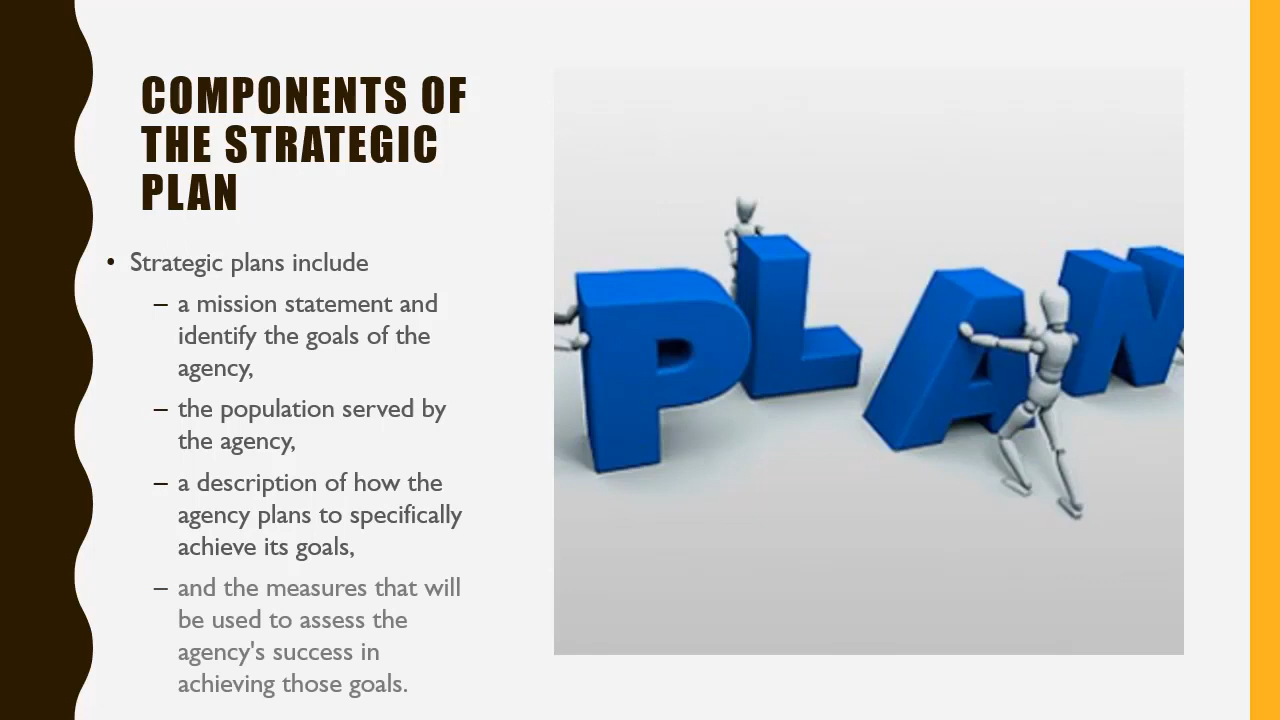 COMPONENTS OF
THE STRATEGIC
PLAN
• Strategic plans include
– a mission statement and
identify the goals of the
agency,
– the population served by
the agency,
– a description of how the
agency plans to specifically
achieve its goals,
– and the measures that will
be used to assess the
agency's success in
achieving those goals.
PLAN